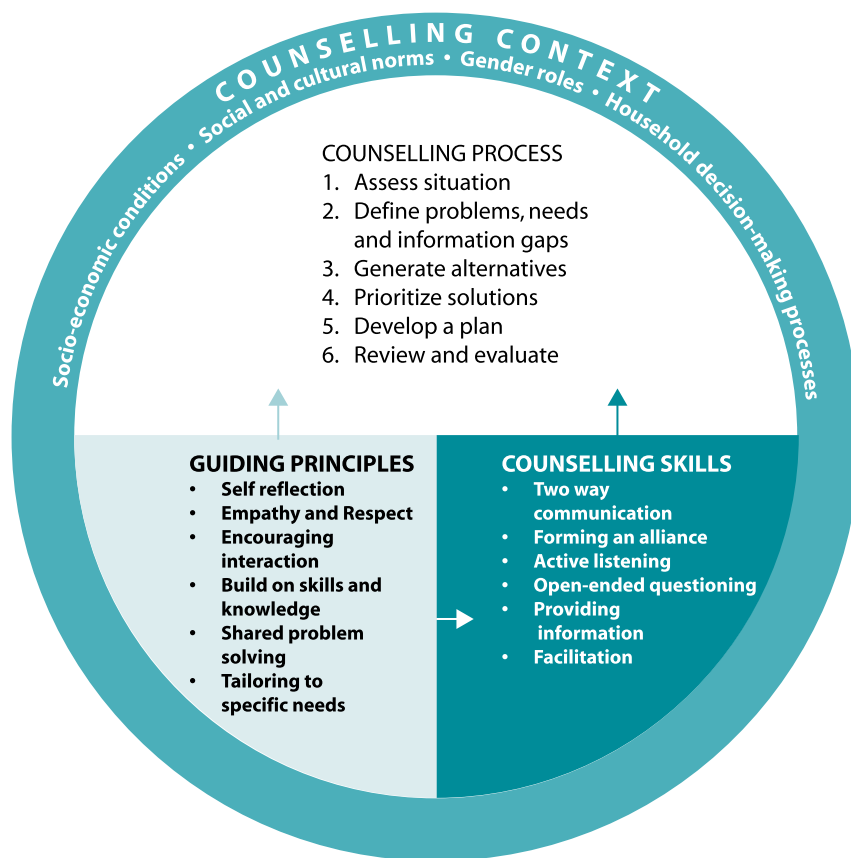 COUNSELLING CONTEXT
Socio-economic conditions • Social and cultural norms • Gender roles • Household decision-making processes
COUNSELLING PROCESS
1. Assess situation
2. Define problems, needs
and information gaps
3. Generate alternatives
4. Prioritize solutions
5. Develop a plan
6. Review and evaluate
GUIDING PRINCIPLES
• Self reflection
• Empathy and Respect
• Encouraging
interaction
• Build on skills and
knowledge
• Shared problem
solving
• Tailoring to
specific needs
COUNSELLING SKILLS
• Two way
communication
• Forming an alliance
• Active listening
• Open-ended questioning
• Providing
information
• Facilitation